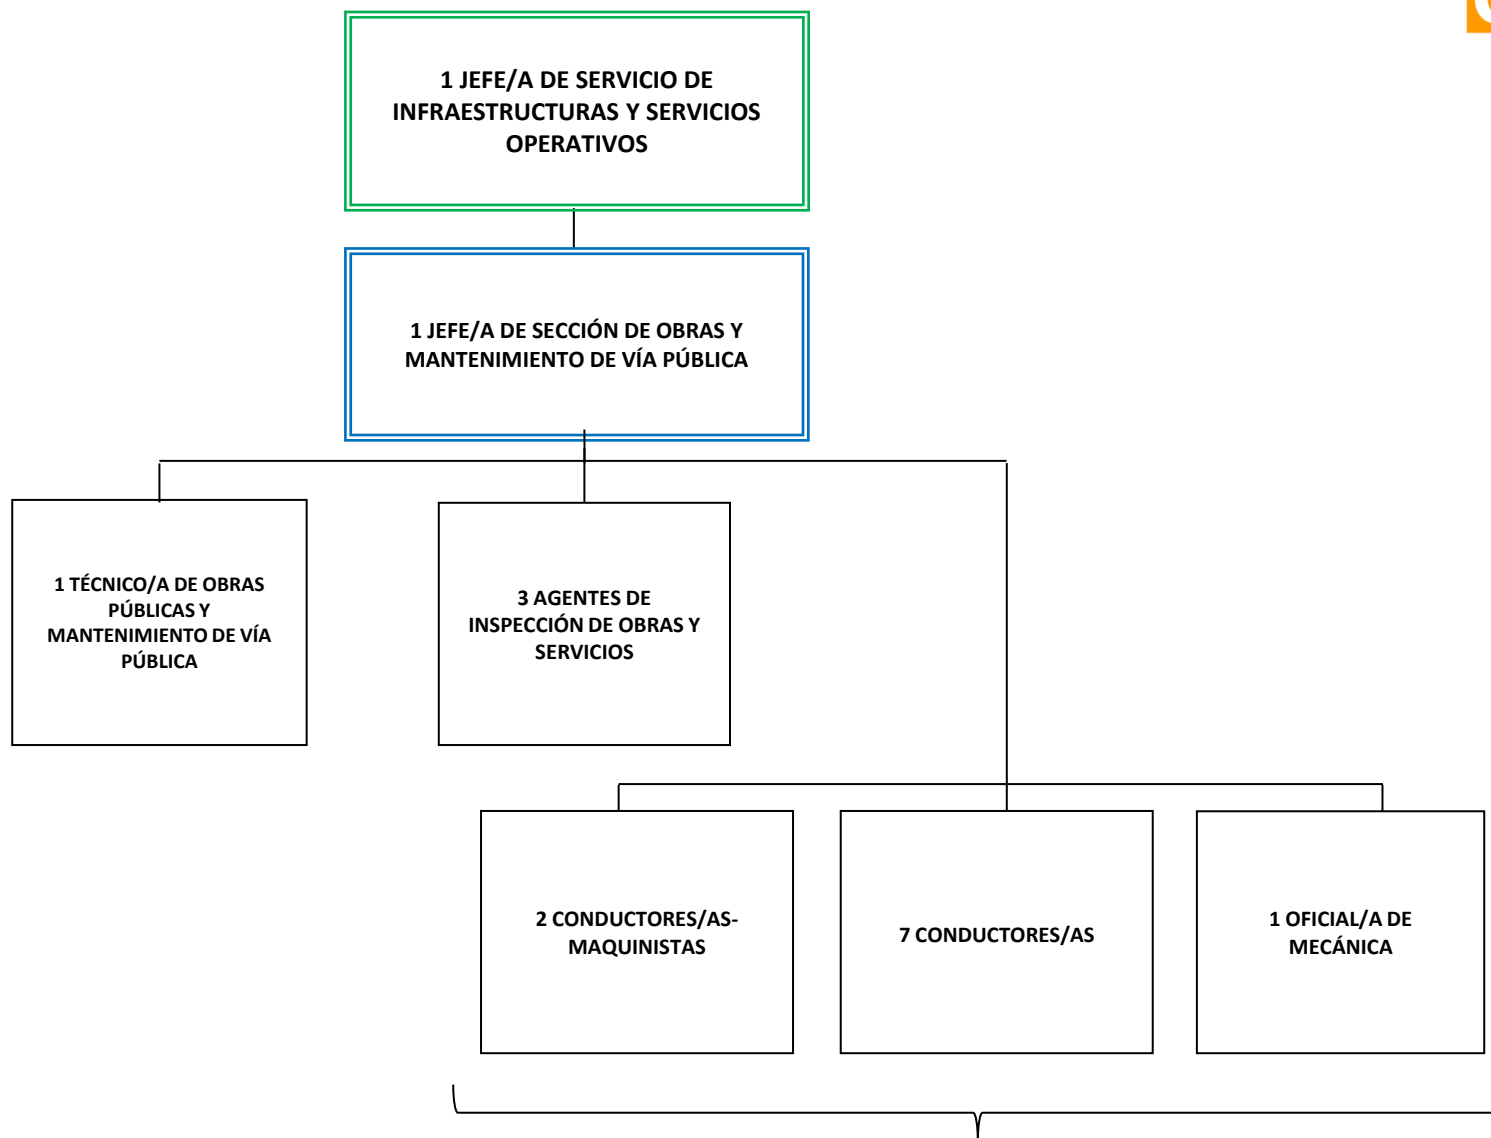 1 JEFE/A DE SERVICIO DE
INFRAESTRUCTURAS Y SERVICIOS
OPERATIVOS
1 JEFE/A DE SECCIÓN DE OBRAS Y
MANTENIMIENTO DE VÍA PÚBLICA
1 TÉCNICO/A DE OBRAS
PÚBLICAS Y
MANTENIMIENTO DE VÍA
PÚBLICA
3 AGENTES DE
INSPECCIÓN DE OBRAS Y
SERVICIOS
2 CONDUCTORES/AS-
MAQUINISTAS
7 CONDUCTORES/AS
1 OFICIAL/A DE
MECÁNICA